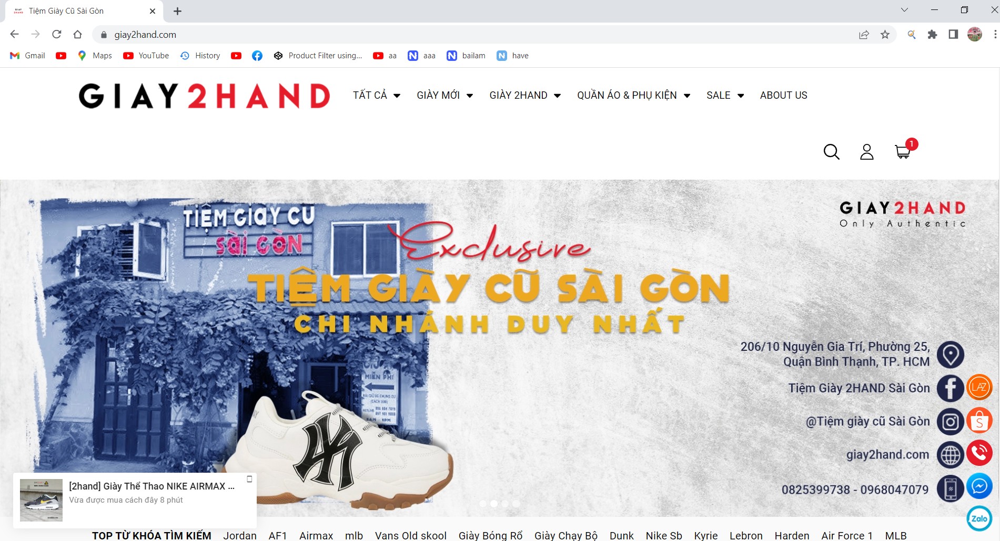 Tiệm Giày Cũ Sài Gòn
giay2hand.com
Gmail Maps YouTube History Product Filter using... aa aaa bailam have
GIAY2HAND TẤT CẢ GIÀY MỚI GIÀY 2HAND QUẦN ÁO & PHỤ KIỆN SALE ABOUT US
1
GIAY2HAND
Only Authentic
TIỆM GIàY CU
sài GòN
Exclusive
TIỆM GIÀY CŨ SÀI GÒN
CHI NHÁNH DUY NHẤT
206/10 Nguyễn Gia Trí, Phường 25,
Quận Bình Thạnh, TP. HCM
MIỄN PHÍ
Tiệm Giày 2HAND Sài Gòn
LAZ
@Tiệm giày cũ Sài Gòn
giay2hand.com
0825399738 - 0968047079
Zalo
[2hand] Giày Thể Thao NIKE AIRMAX ...
Vừa được mua cách đây 8 phút
TOP TỪ KHÓA TÌM KIẾM Jordan AF1 Airmax mlb Vans Old skool Giày Bóng Rổ Giày Chạy Bộ Dunk Nike Sb Kyrie Lebron Harden Air Force 1 MLB